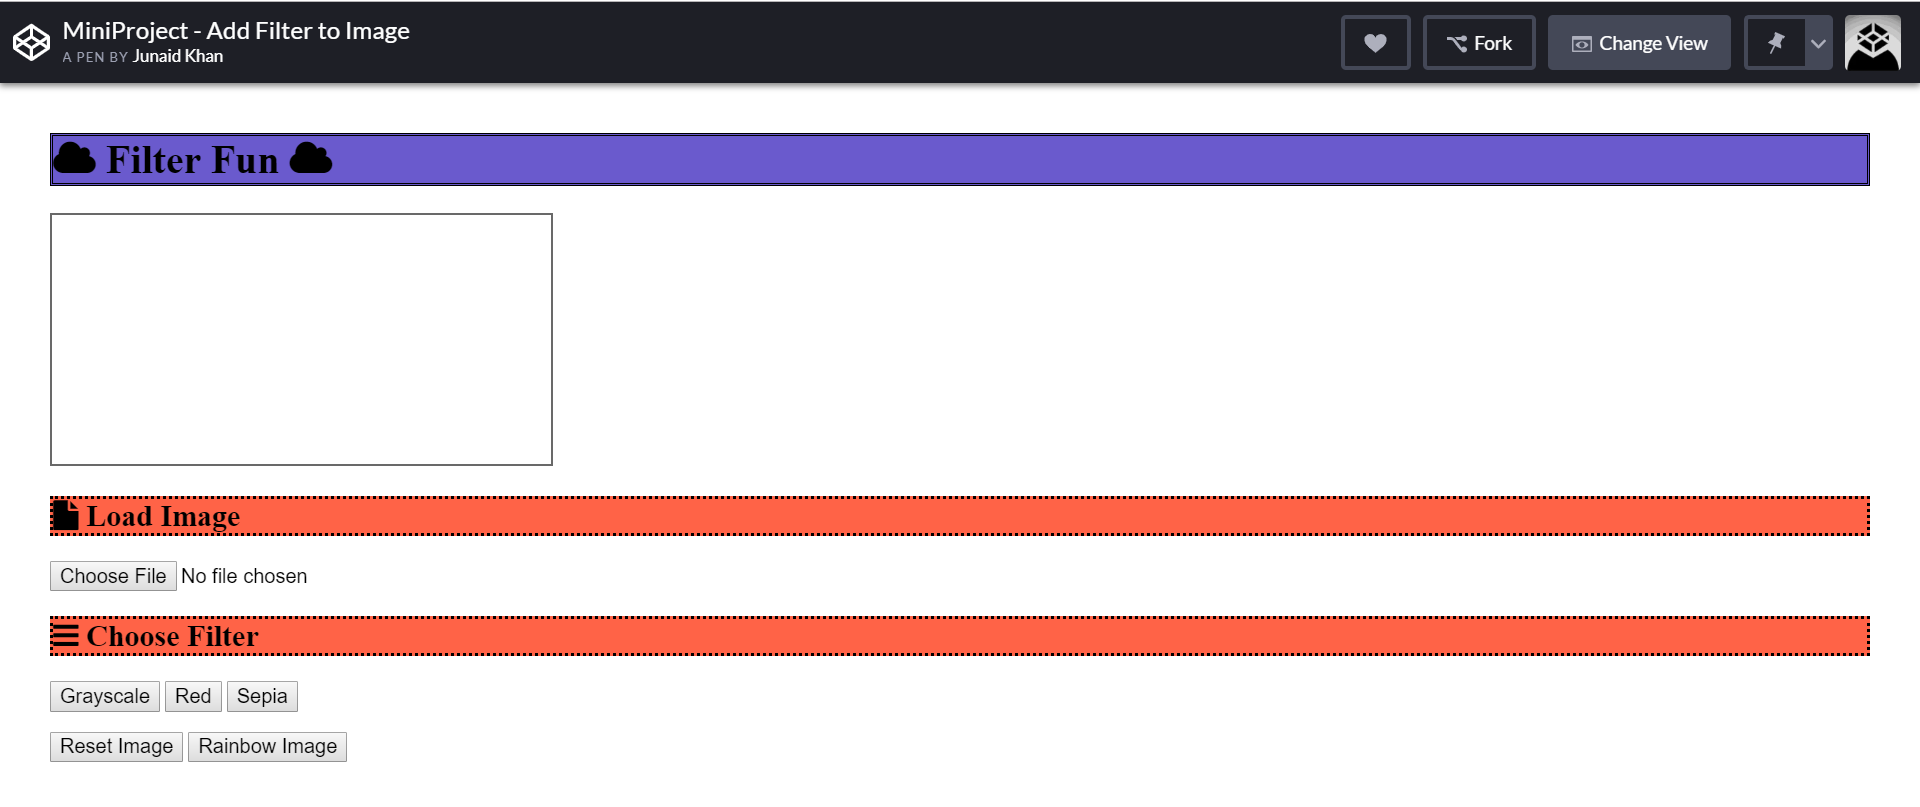 MiniProject - Add Filter to Image
A PEN BY Junaid Khan
Fork
Change View
Filter Fun
Load Image
Choose File No file chosen
Choose Filter
Grayscale Red Sepia
Reset Image Rainbow Image